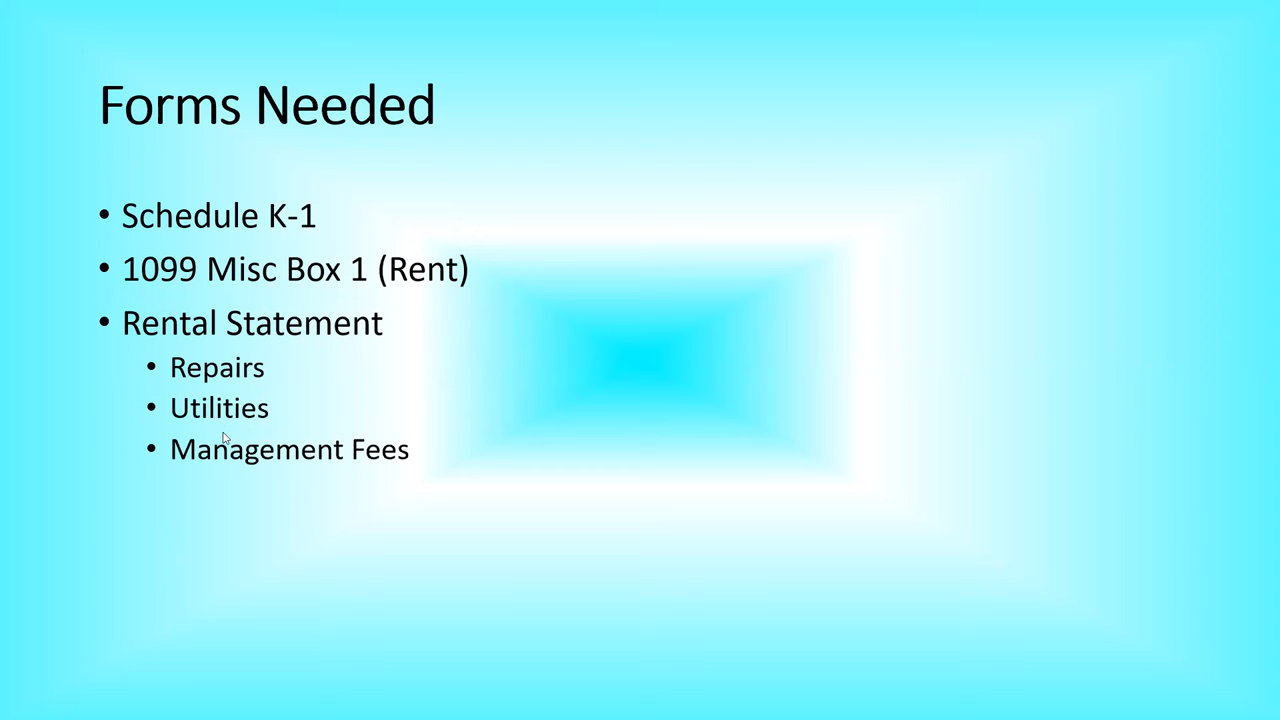 Forms Needed
• Schedule K-1
• 1099 Misc Box 1 (Rent)
• Rental Statement
• Repairs
• Utilities
• Management Fees